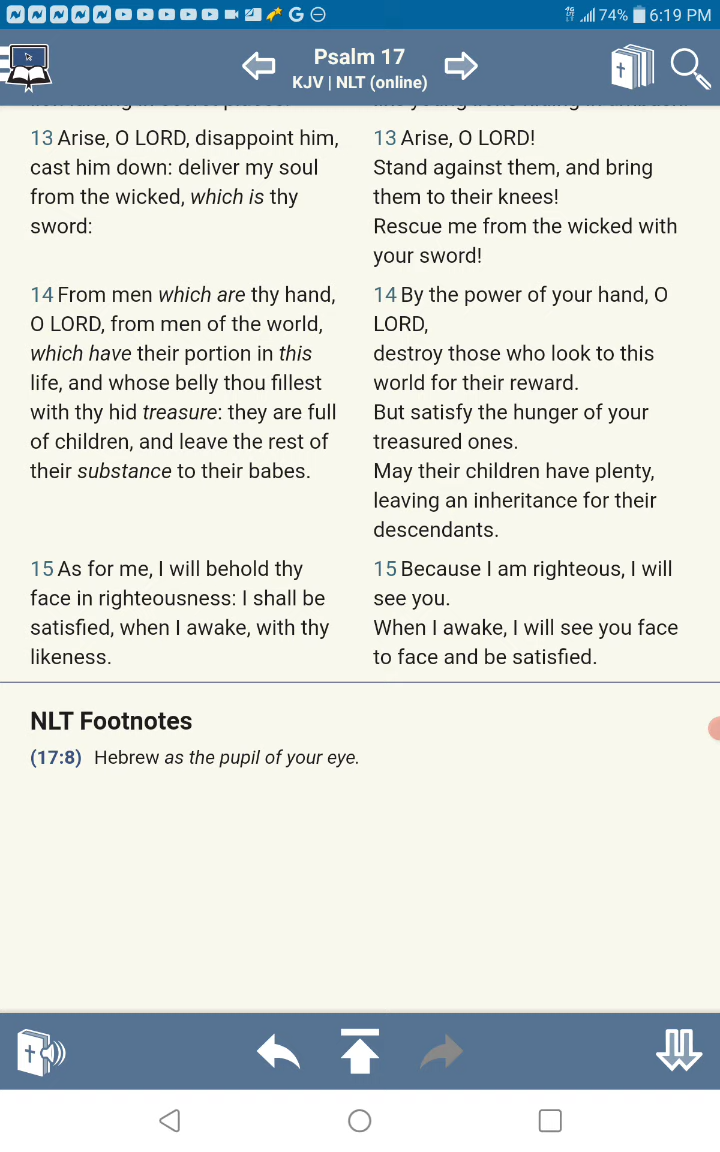 74% 6:19 PM
Psalm 17
KJV | NLT (online)
13 Arise, O LORD, disappoint him,
cast him down: deliver my soul
from the wicked, which is thy
sword:
14 From men which are thy hand,
O LORD, from men of the world,
which have their portion in this
life, and whose belly thou fillest
with thy hid treasure: they are full
of children, and leave the rest of
their substance to their babes.
15 As for me, I will behold thy
face in righteousness: I shall be
satisfied, when I awake, with thy
likeness.
13 Arise, O LORD!
Stand against them, and bring
them to their knees!
Rescue me from the wicked with
your sword!
14 By the power of your hand, O
LORD,
destroy those who look to this
world for their reward.
But satisfy the hunger of your
treasured ones.
May their children have plenty,
leaving an inheritance for their
descendants.
15 Because I am righteous, I will
see you.
When I awake, I will see you face
to face and be satisfied.
NLT Footnotes
(17:8) Hebrew as the pupil of your eye.